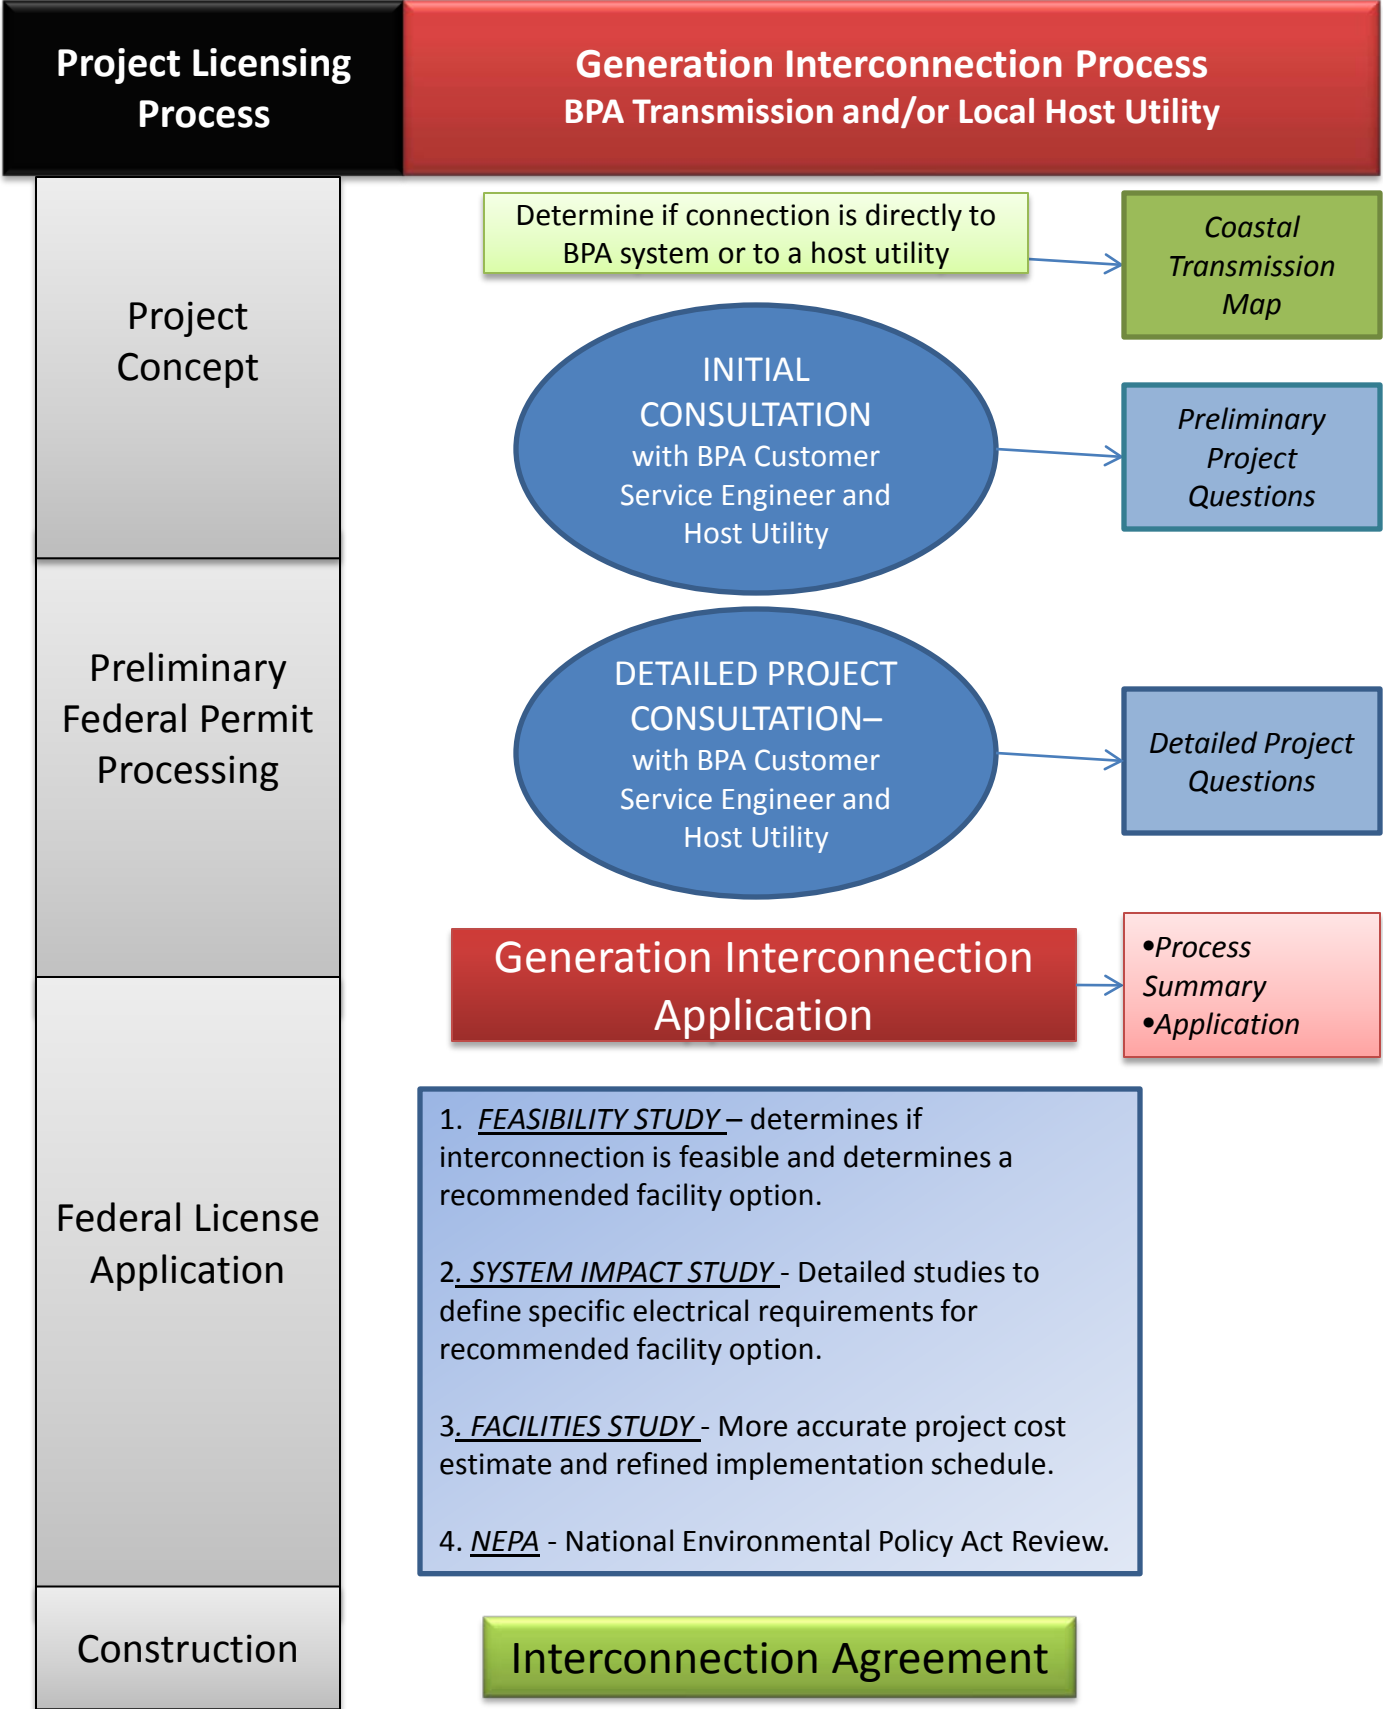 Project Licensing
Process
Generation Interconnection Process
BPA Transmission and/or Local Host Utility
Project
Concept
Determine if connection is directly to
BPA system or to a host utility
Coastal
Transmission
Map
INITIAL
CONSULTATION
with BPA Customer
Service Engineer and
Host Utility
Preliminary
Project
Questions
Preliminary
Federal Permit
Processing
DETAILED PROJECT
CONSULTATION–
with BPA Customer
Service Engineer and
Host Utility
Detailed Project
Questions
Generation Interconnection
Application
•Process
Summary
•Application
Federal License
Application
1. FEASIBILITY STUDY – determines if
interconnection is feasible and determines a
recommended facility option.
2. SYSTEM IMPACT STUDY - Detailed studies to
define specific electrical requirements for
recommended facility option.
3. FACILITIES STUDY - More accurate project cost
estimate and refined implementation schedule.
4. NEPA - National Environmental Policy Act Review.
Construction
Interconnection Agreement